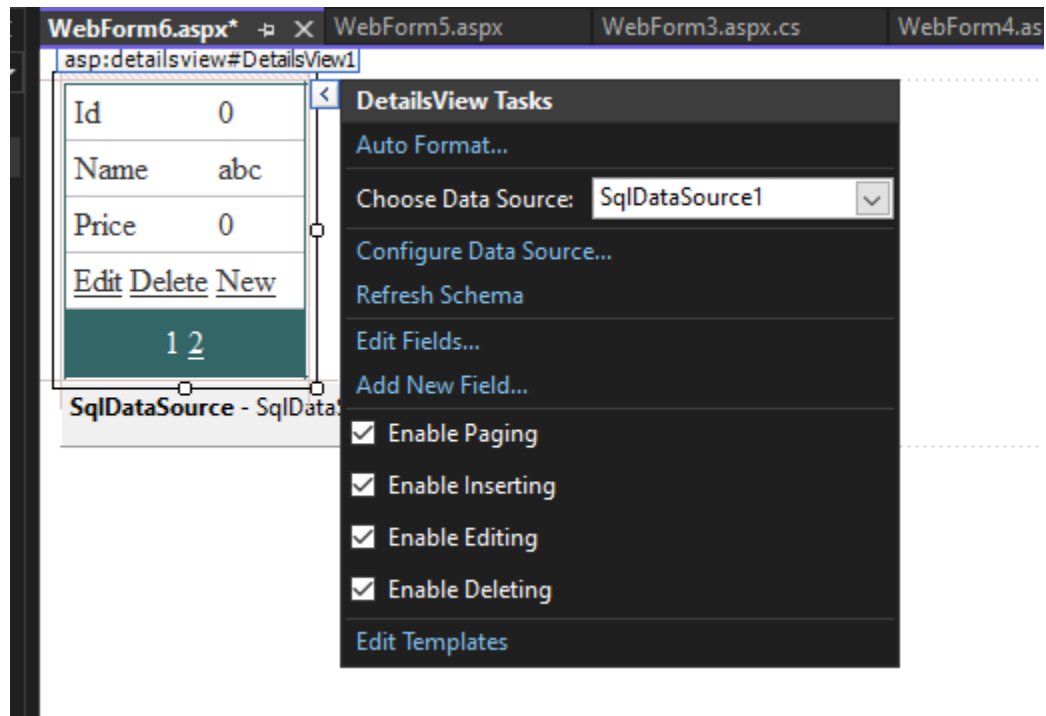 WebForm6.aspx* WebForm5.aspx WebForm3.aspx.cs WebForm4.as
asp:detailsview#DetailsView1
Id 0
Name abc
Price 0
Edit Delete New
1 2
SqlDataSource - SqlDataS
DetailsView Tasks
Auto Format...
Choose Data Source: SqlDataSource1
Configure Data Source...
Refresh Schema
Edit Fields...
Add New Field...
Enable Paging
Enable Inserting
Enable Editing
Enable Deleting
Edit Templates